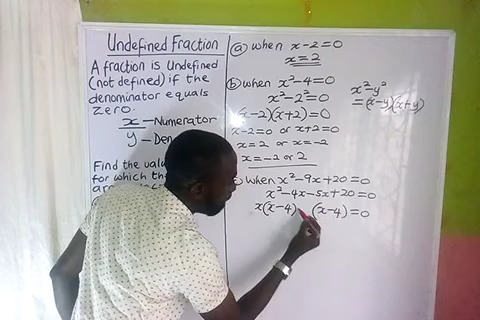 Undefined Fraction
A fraction is Undefined
(not defined) if the
denominator equals
Zero.
x — Numerator
y — Den
Find the valu
for which th
(a) when x-2=0
x=2
(b) when x²-4=0
x²-2²=0
(x-2)(x+2)=0
x-2=0 or x+2=0
x=2 or x=-2
x=-2 or 2
x²-y²
=(x-y)(x+y)
when x²-9x+20=0
x²-4x-5x+20=0
x(x-4) (x-4)=0